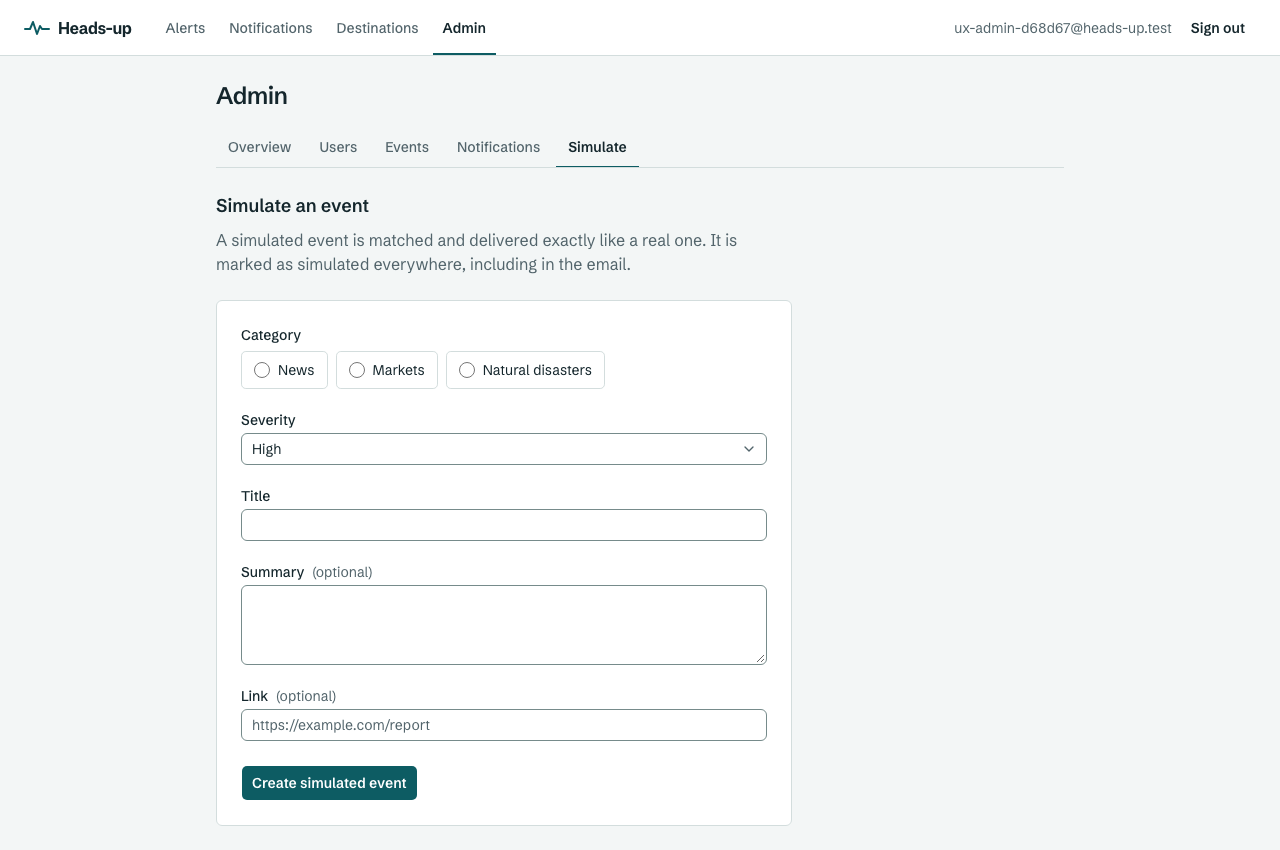 Heads-up Alerts Notifications Destinations Admin ux-admin-d68d67@heads-up.test Sign out
Admin
Overview Users Events Notifications Simulate
Simulate an event
A simulated event is matched and delivered exactly like a real one. It is
marked as simulated everywhere, including in the email.
Category
News Markets Natural disasters
Severity
High
Title
Summary (optional)
Link (optional)
https://example.com/report
Create simulated event